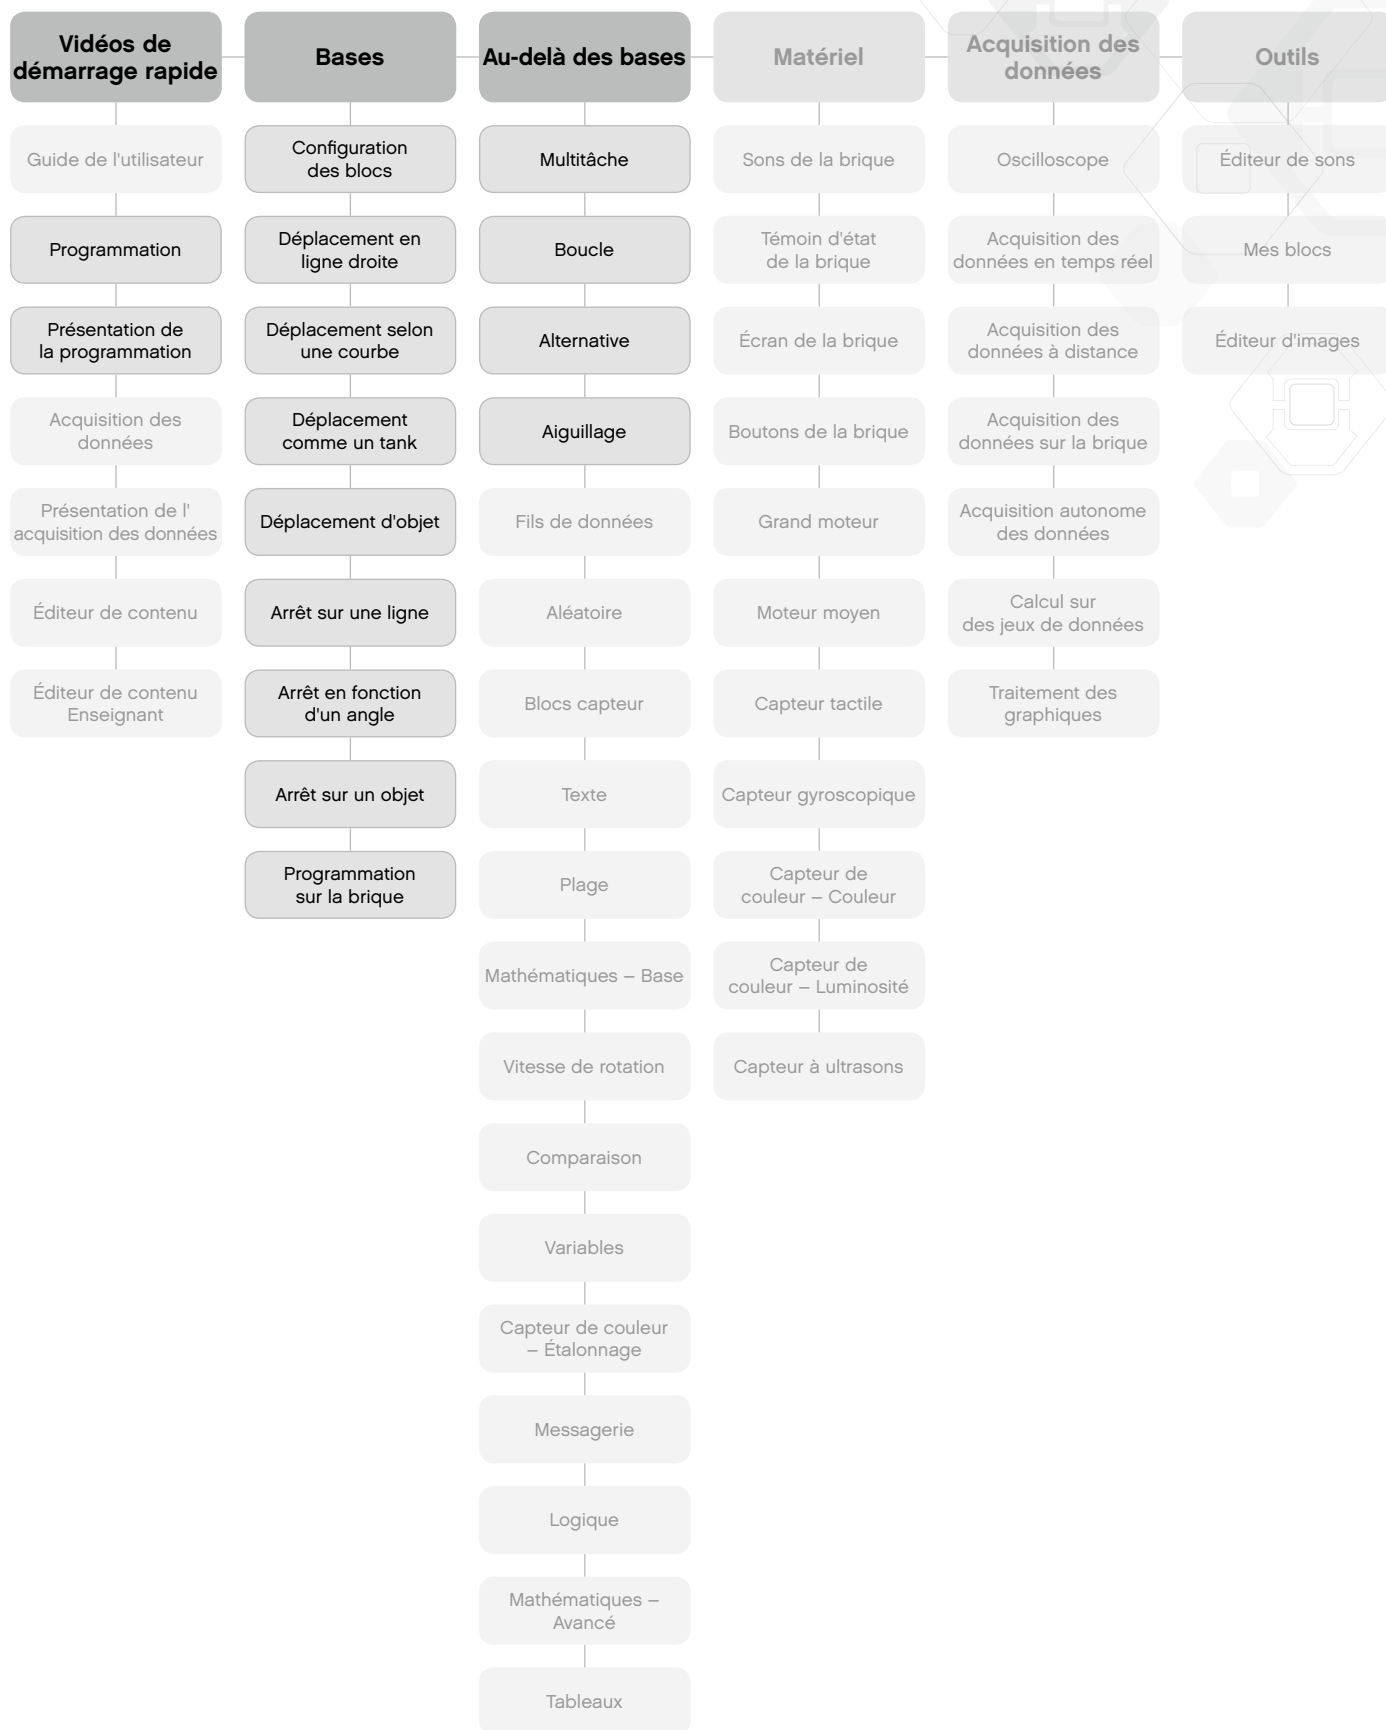 Vidéos de
démarrage rapide
Guide de l'utilisateur
Programmation
Présentation de
la programmation
Acquisition des
données
Présentation de l'
acquisition des données
Éditeur de contenu
Éditeur de contenu
Enseignant
Bases
Configuration
des blocs
Déplacement en
ligne droite
Déplacement selon
une courbe
Déplacement
comme un tank
Déplacement d'objet
Arrêt sur une ligne
Arrêt en fonction
d'un angle
Arrêt sur un objet
Programmation
sur la brique
Au-delà des bases
Multitâche
Boucle
Alternative
Aiguillage
Fils de données
Aléatoire
Blocs capteur
Texte
Plage
Mathématiques – Base
Vitesse de rotation
Comparaison
Variables
Capteur de couleur
– Étalonnage
Messagerie
Logique
Mathématiques –
Avancé
Tableaux
Matériel
Sons de la brique
Témoin d'état
de la brique
Écran de la brique
Boutons de la brique
Grand moteur
Moteur moyen
Capteur tactile
Capteur gyroscopique
Capteur de
couleur – Couleur
Capteur de
couleur – Luminosité
Capteur à ultrasons
Acquisition des
données
Oscilloscope
Acquisition des
données en temps réel
Acquisition des
données à distance
Acquisition des
données sur la brique
Acquisition autonome
des données
Calcul sur
des jeux de données
Traitement des
graphiques
Outils
Éditeur de sons
Mes blocs
Éditeur d'images